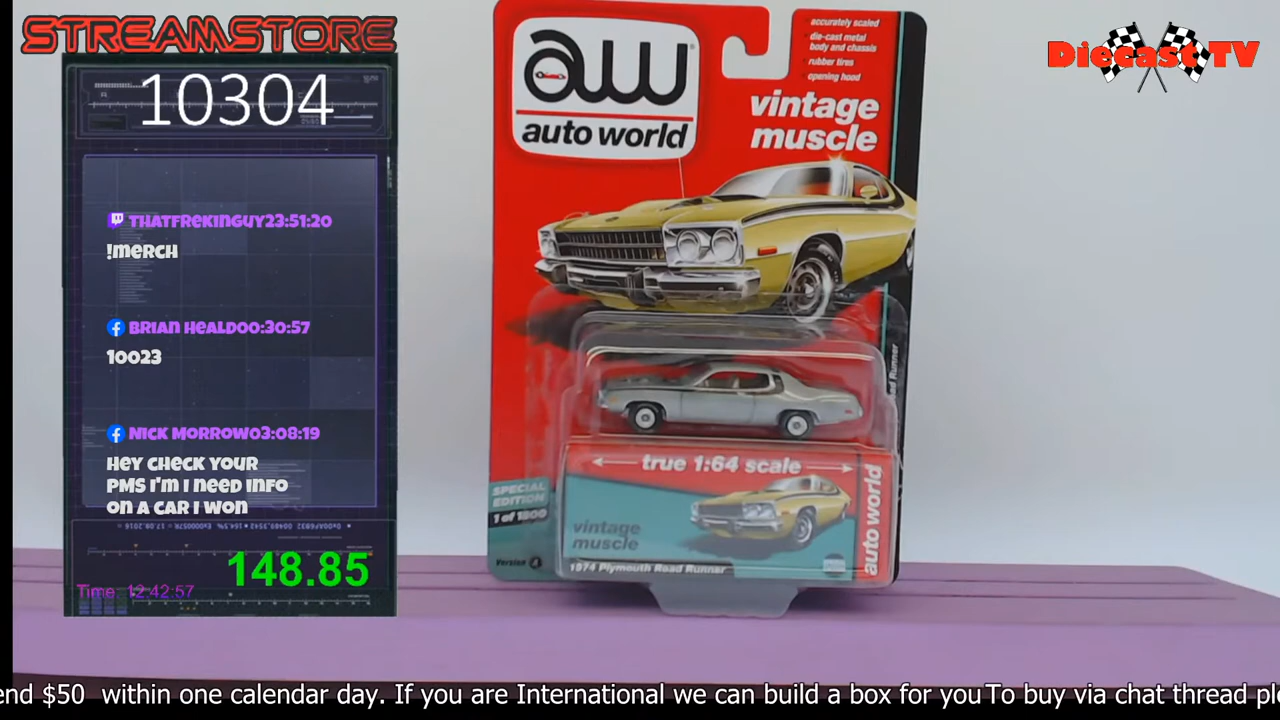 STREAMSTORE
10304
THATFREKINGUY23:51:20
!MERCH
BRIAN HEALD00:30:57
10023
NICK MORROW03:08:19
HEY CHECK YOUR
PMS I'M I NEED INFO
ON A CAR I WON
148.85
Time: 12:42:57
Diecast TV
aw
auto world
accurately scaled
die-cast metal
body and chassis
rubber tires
opening hood
vintage
muscle
true 1:64 scale
SPECIAL
EDITION
1 of 1800
vintage
muscle
auto world
Version A
1974 Plymouth Road Runner
end $50 within one calendar day. If you are International we can build a box for you To buy via chat thread ple